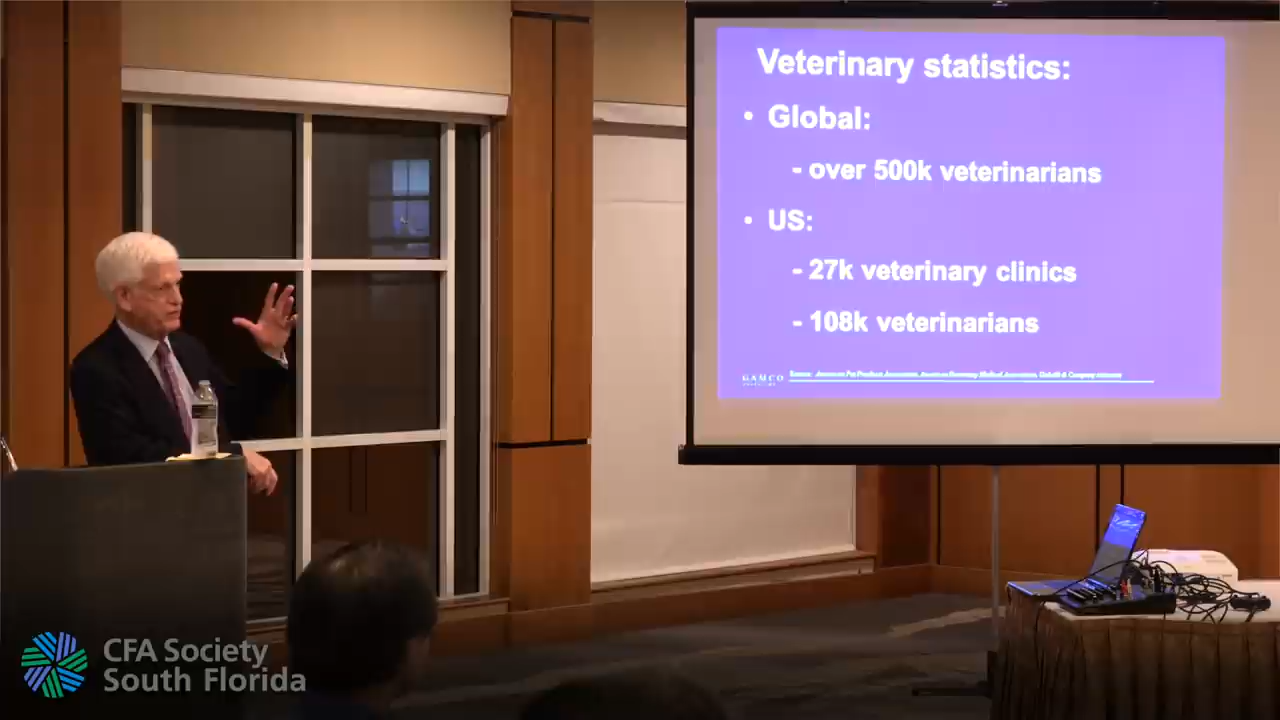 Veterinary statistics:
• Global:
- over 500k veterinarians
• US:
- 27k veterinary clinics
- 108k veterinarians
GAMCO
CFA Society
South Florida